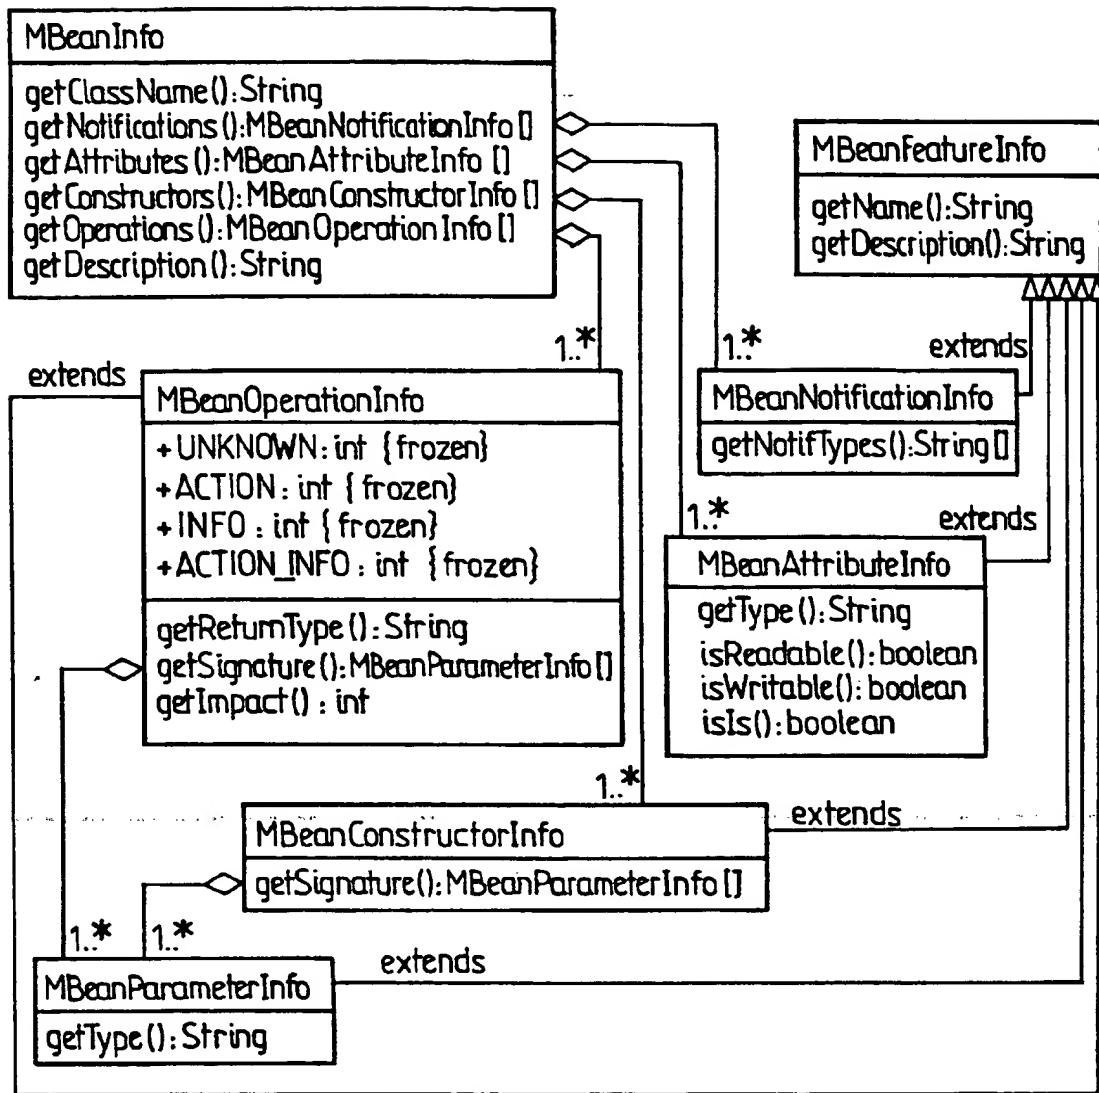 MBeanInfo
getClassName():String
getNotifications():MBeanNotificationInfo[]
getAttributes():MBeanAttributeInfo[]
getConstructors():MBeanConstructorInfo[]
getOperations():MBeanOperationInfo[]
getDescription():String
MBeanFeatureInfo
getName():String
getDescription():String
1..*
1..*
extends
extends
MBeanOperationInfo
+UNKNOWN: int {frozen}
+ACTION: int {frozen}
+INFO: int {frozen}
+ACTION_INFO: int {frozen}
getReturnType():String
getSignature():MBeanParameterInfo[]
getImpact(): int
MBeanNotificationInfo
getNotifTypes():String[]
1..*
extends
MBeanAttributeInfo
getType():String
isReadable():boolean
isWritable():boolean
isIs():boolean
1..*
extends
MBeanConstructorInfo
getSignature():MBeanParameterInfo[]
1..*
1..*
extends
MBeanParameterInfo
getType():String